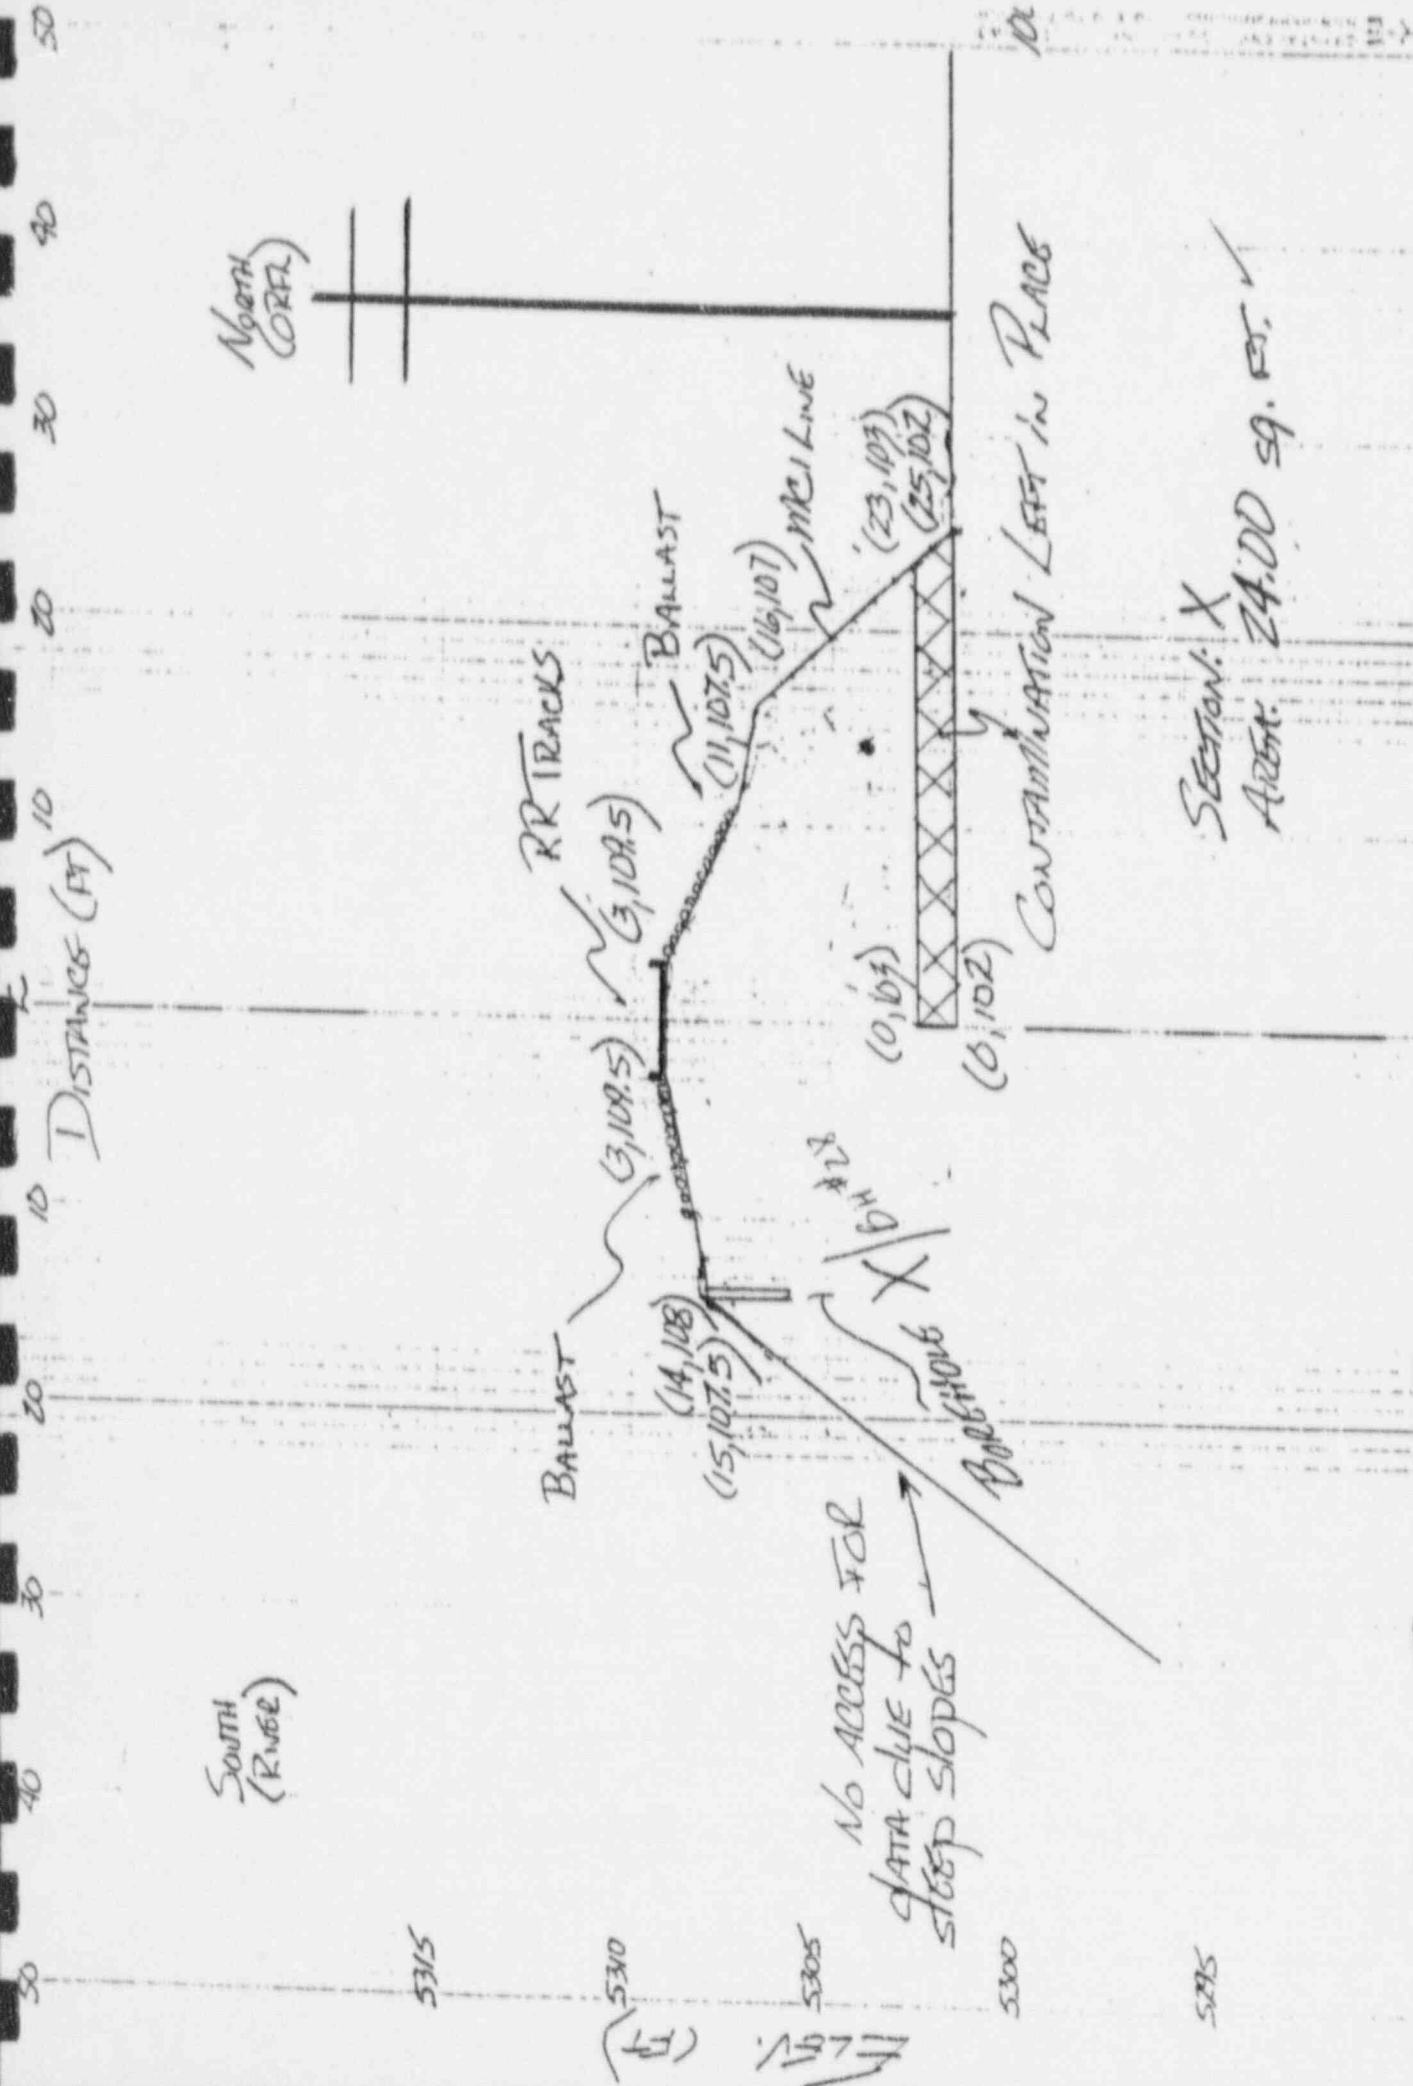 50
40
30
20
10
10
20
30
40
50
DISTANCE (FT)
SOUTH
(RIVER)
NORTH
(ORFL)
5315
5310
5305
5300
5295
ELEV.
(FT)
BALLAST
RR TRACKS
BALLAST
(14, 108)
(15, 107.5)
(3, 109.5)
(3, 109.5)
(11, 107.5)
(16, 107)
MCI LINE
(23, 103)
(25, 102)
(0, 103)
(0, 102)
BH #28
X
BOREHOLE
NO ACCESS FOR
DATA duE to
StEEp SlopES
CONTAMINATION LEFT IN PLACE
SECTION: X
AREA: 24.00 sq. FT.